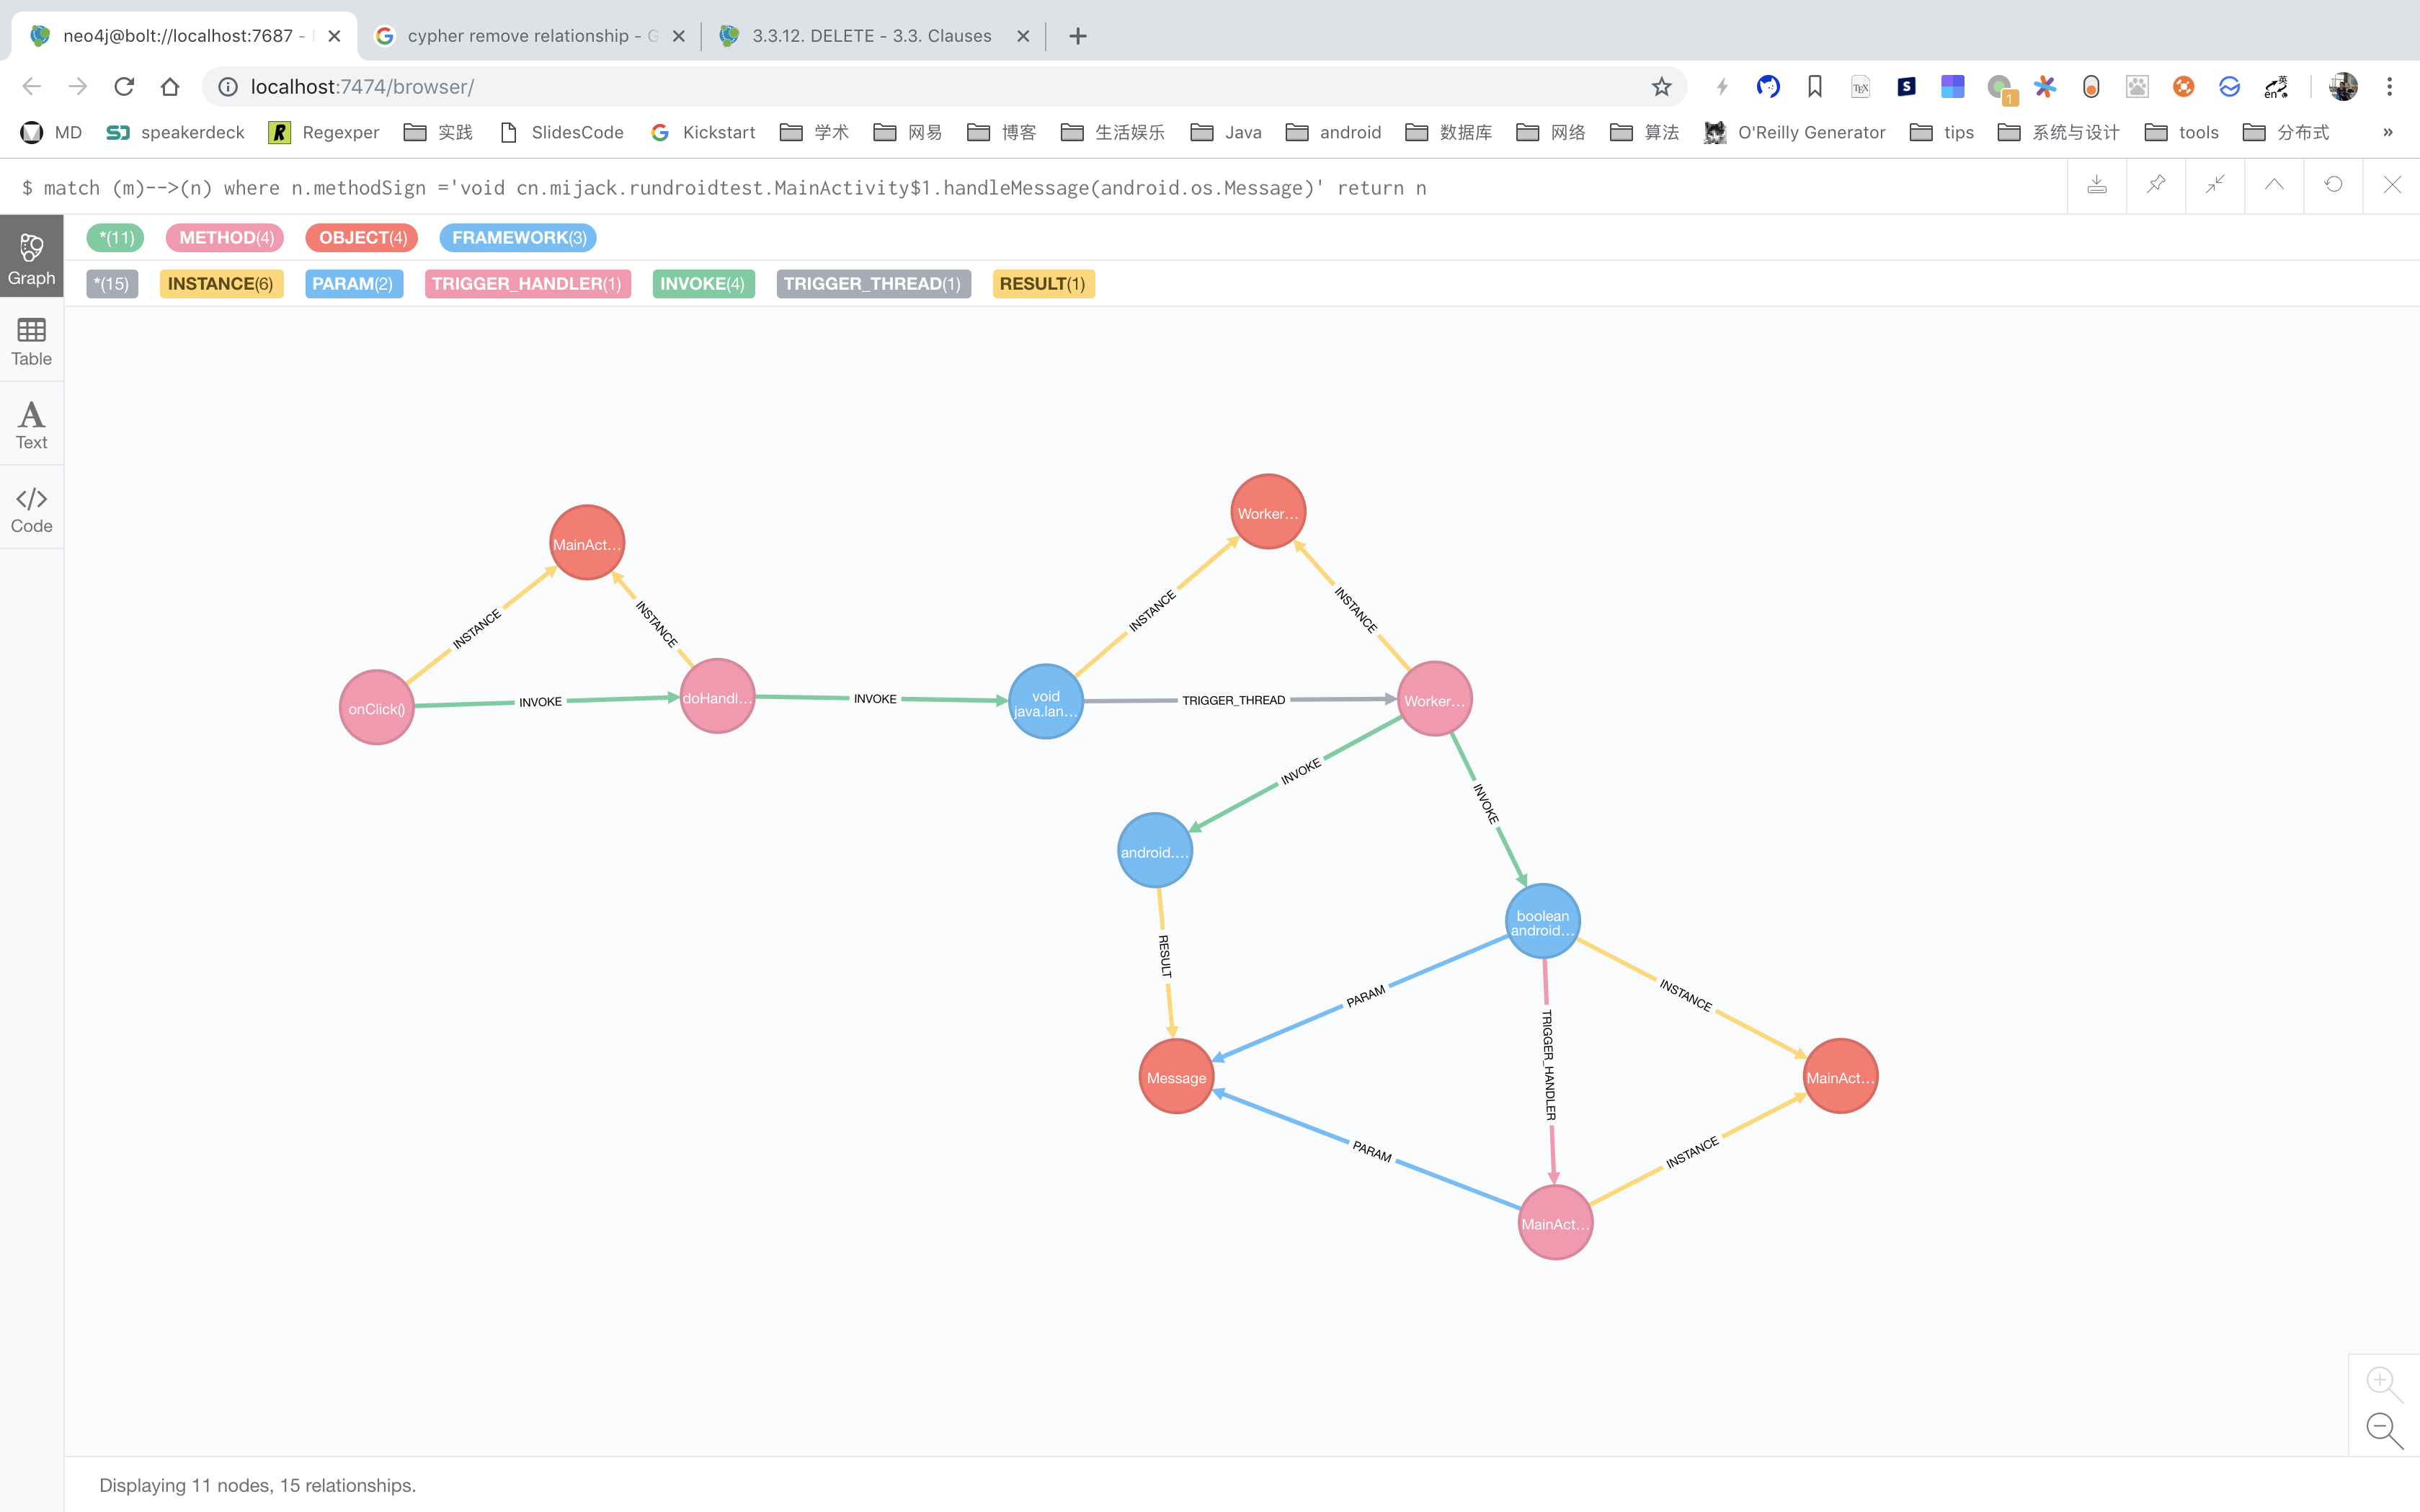 neo4j@bolt://localhost:7687 -
cypher remove relationship - G
3.3.12. DELETE - 3.3. Clauses
localhost:7474/browser/
TEX
S
1
英
en
MD
SJ
speakerdeck
R
Regexper
实践
SlidesCode
Kickstart
学术
网易
博客
生活娱乐
Java
android
数据库
网络
算法
O'Reilly Generator
tips
系统与设计
tools
分布式
»
$ match (m)-->(n) where n.methodSign ='void cn.mijack.rundroidtest.MainActivity$1.handleMessage(android.os.Message)' return n
Graph
Table
Text
Code
*(11) METHOD(4) OBJECT(4) FRAMEWORK(3)
*(15) INSTANCE(6) PARAM(2) TRIGGER_HANDLER(1) INVOKE(4) TRIGGER_THREAD(1) RESULT(1)
Worker…
MainAct…
INSTANCE
INSTANCE
INSTANCE
INSTANCE
onClick()
INVOKE
doHandl…
INVOKE
void
java.lan…
TRIGGER_THREAD
Worker…
INVOKE
INVOKE
android.…
boolean
android…
RESULT
PARAM
INSTANCE
TRIGGER_HANDLER
Message
MainAct…
PARAM
INSTANCE
MainAct…
Displaying 11 nodes, 15 relationships.